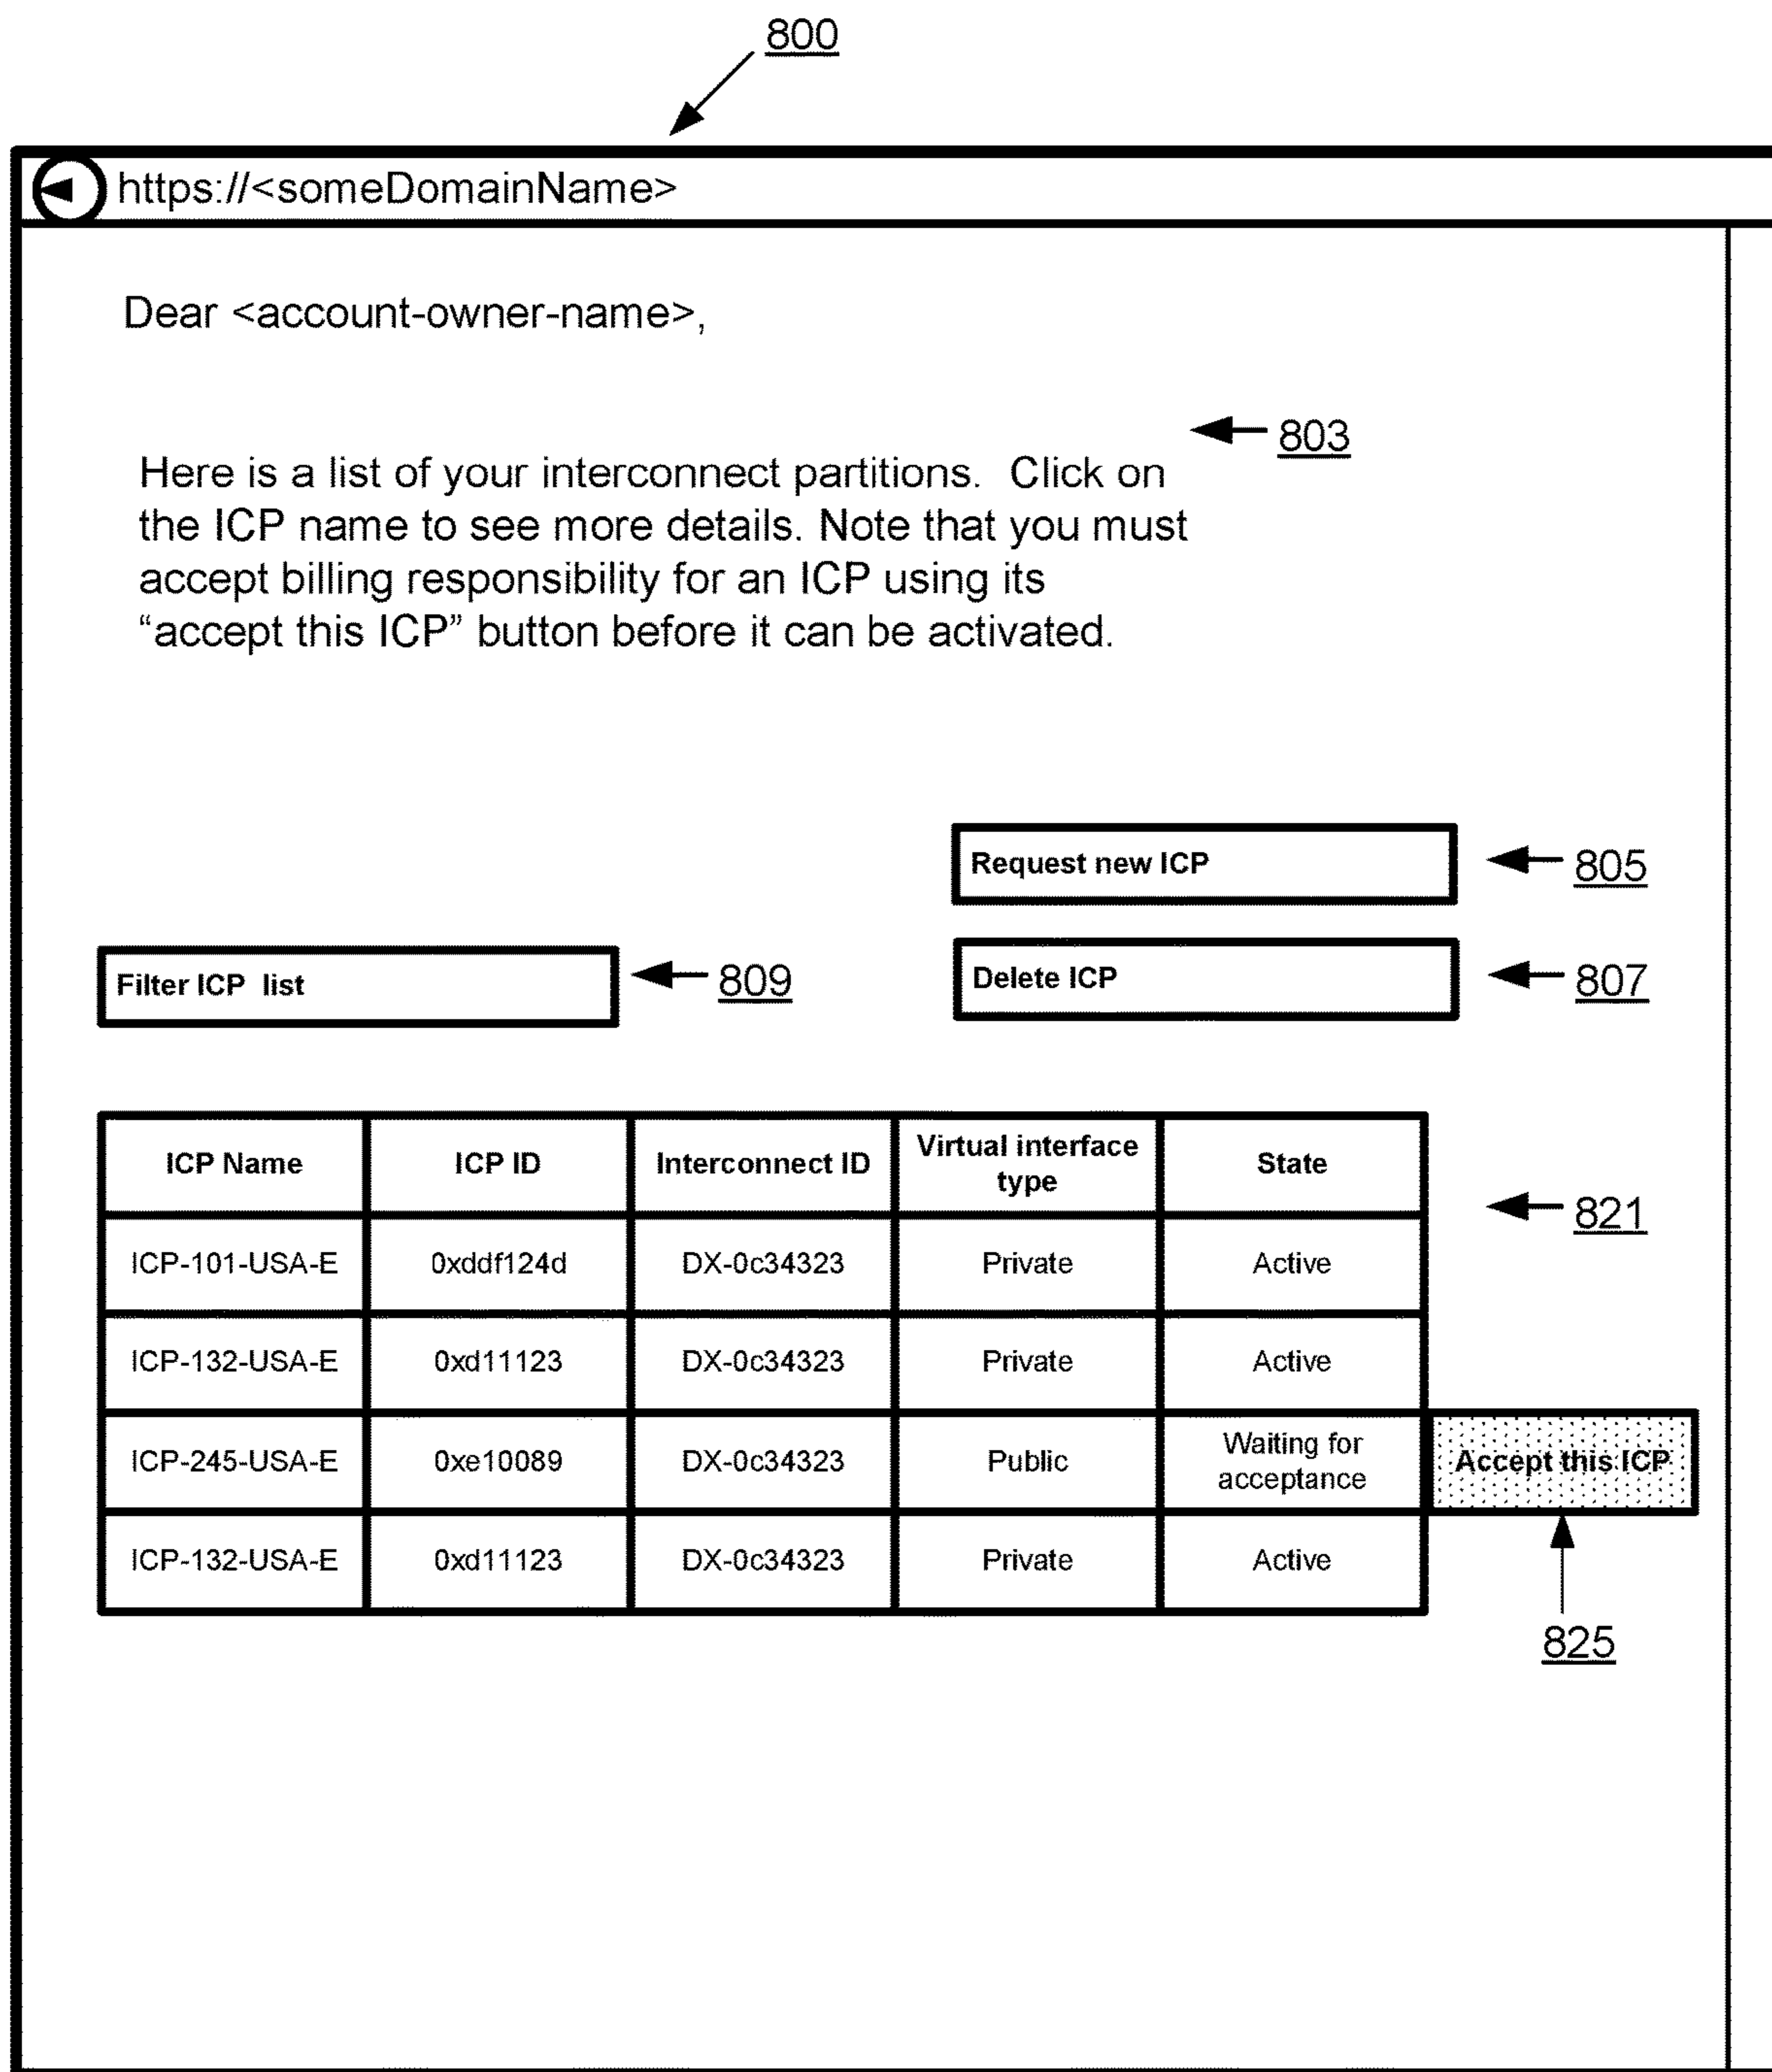 800
https://<someDomainName>
Dear <account-owner-name>,
803
Here is a list of your interconnect partitions.  Click on
the ICP name to see more details. Note that you must
accept billing responsibility for an ICP using its
“accept this ICP” button before it can be activated.
Request new ICP
805
Filter ICP  list
809
Delete ICP
807
ICP Name
ICP ID
Interconnect ID
Virtual interface
type
State
821
ICP-101-USA-E
0xddf124d
DX-0c34323
Private
Active
ICP-132-USA-E
0xd11123
DX-0c34323
Private
Active
ICP-245-USA-E
0xe10089
DX-0c34323
Public
Waiting for
acceptance
Accept this ICP
ICP-132-USA-E
0xd11123
DX-0c34323
Private
Active
825